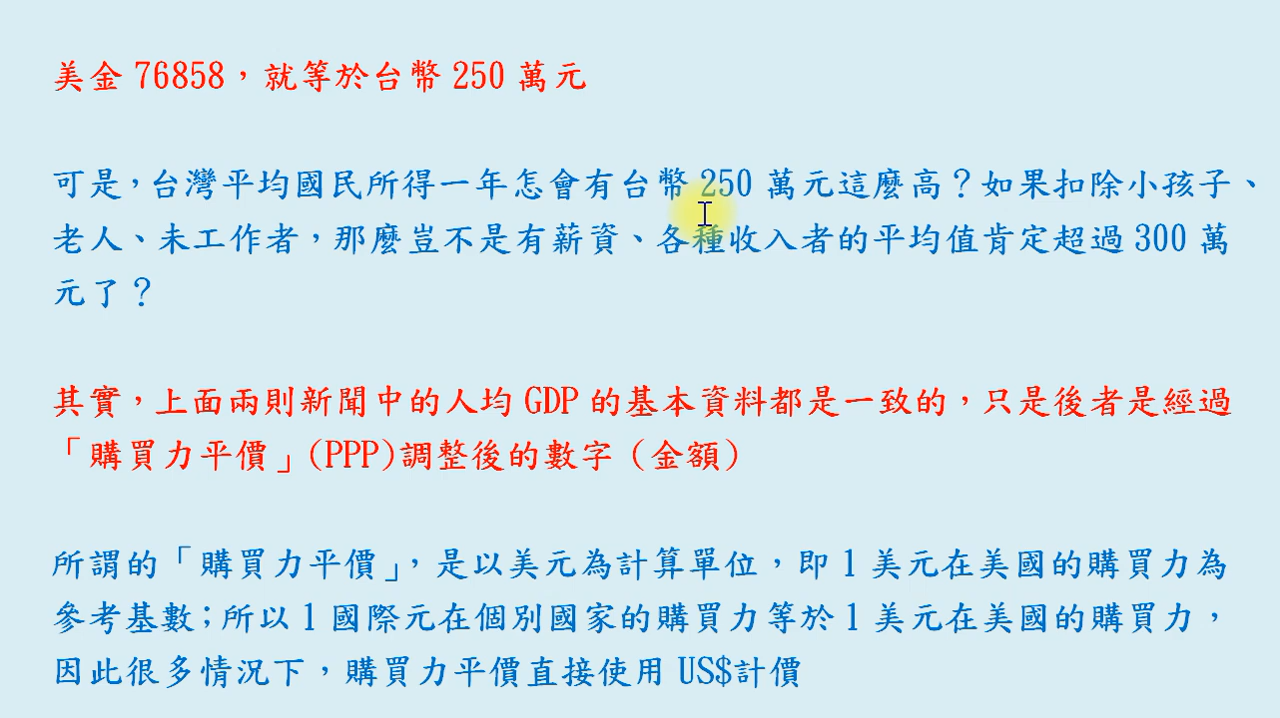 美金 76858，就等於台幣 250 萬元
可是，台灣平均國民所得一年怎會有台幣 250 萬元這麼高？如果扣除小孩子、
老人、未工作者，那麼豈不是有薪資、各種收入者的平均值肯定超過 300 萬
元了？
其實，上面兩則新聞中的人均 GDP 的基本資料都是一致的，只是後者是經過
「購買力平價」(PPP)調整後的數字（金額）
所謂的「購買力平價」，是以美元為計算單位，即 1 美元在美國的購買力為
參考基數；所以 1 國際元在個別國家的購買力等於 1 美元在美國的購買力，
因此很多情況下，購買力平價直接使用 US$計價